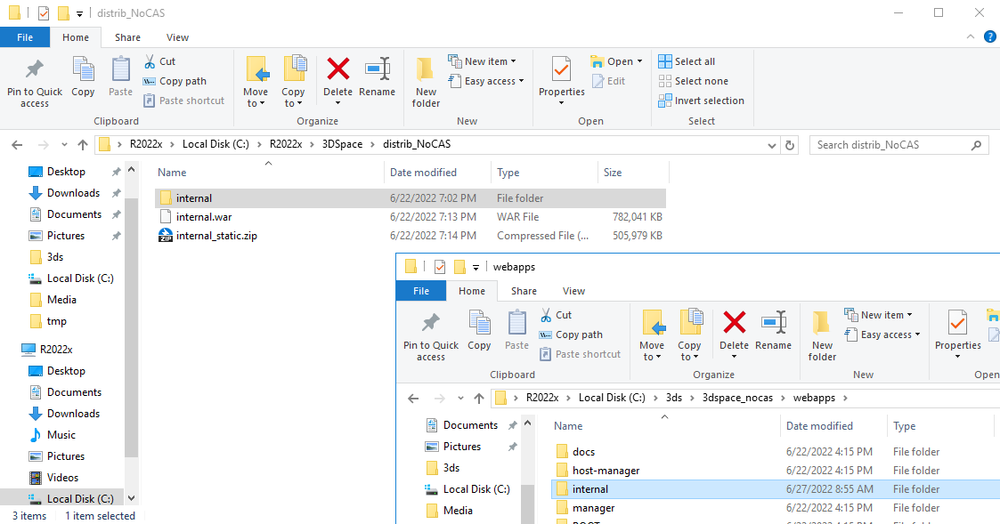 distrib_NoCAS
File Home Share View
Pin to Quick access
Copy
Paste
Cut
Copy path
Paste shortcut
Clipboard
Move to
Copy to
Delete
Rename
Organize
New folder
New item
Easy access
New
Properties
Open
Edit
Open
Select all
Select none
Invert selection
Select
R2022x > Local Disk (C:) > R2022x > 3DSpace > distrib_NoCAS
Search distrib_NoCAS
Desktop
Downloads
Documents
Pictures
3ds
Local Disk (C:)
Media
tmp
R2022x
Desktop
Documents
Downloads
Music
Pictures
Videos
Local Disk (C:)
Name Date modified Type Size
internal 6/22/2022 7:02 PM File folder
internal.war 6/22/2022 7:13 PM WAR File 782,041 KB
ZIP
internal_static.zip 6/22/2022 7:14 PM Compressed File (... 505,979 KB
3 items 1 item selected
webapps
File Home Share View
Pin to Quick access
Copy
Paste
Cut
Copy path
Paste shortcut
Clipboard
Move to
Copy to
Delete
Rename
Organize
New folder
New item
Easy access
New
Properties
Open
R2022x > Local Disk (C:) > 3ds > 3dspace_nocas > webapps >
Documents
Pictures
3ds
Local Disk (C:)
Media
Name Date modified Type
docs 6/22/2022 4:15 PM File folder
host-manager 6/22/2022 4:15 PM File folder
internal 6/27/2022 8:55 AM File folder
manager 6/22/2022 4:15 PM File folder